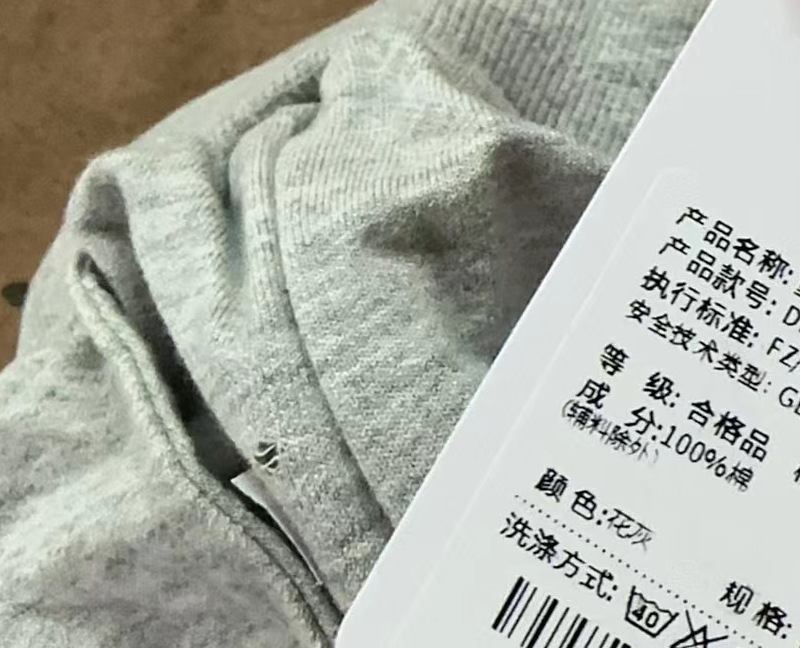 产品名称:
产品款号: D
执行标准: FZ/
安全技术类型: GB
等 级: 合格品
成 分:100%棉
(辅料除外)
颜 色:花灰
规 格:
洗涤方式:
40